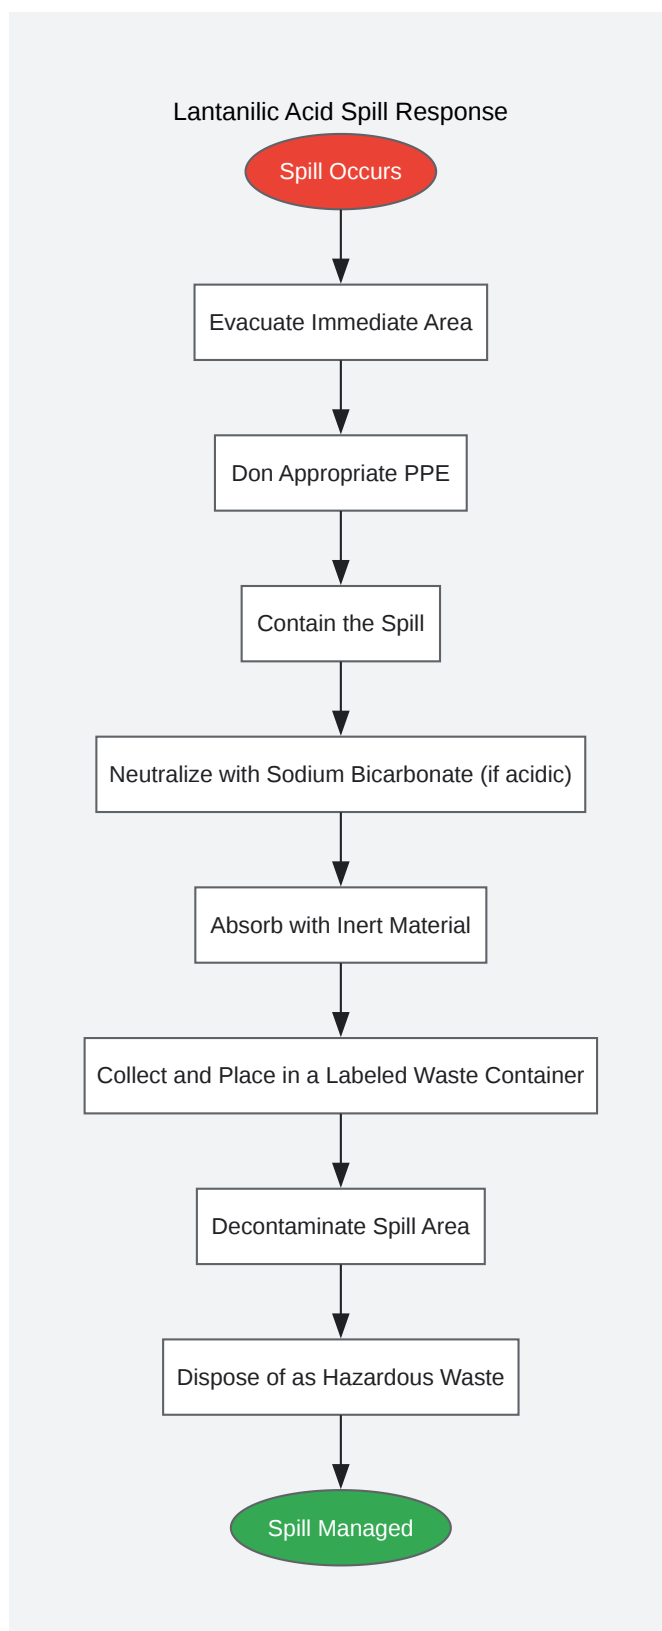 Lantanilic Acid Spill Response
Spill Occurs
Evacuate Immediate Area
Don Appropriate PPE
Contain the Spill
Neutralize with Sodium Bicarbonate (if acidic)
Absorb with Inert Material
Collect and Place in a Labeled Waste Container
Decontaminate Spill Area
Dispose of as Hazardous Waste
Spill Managed